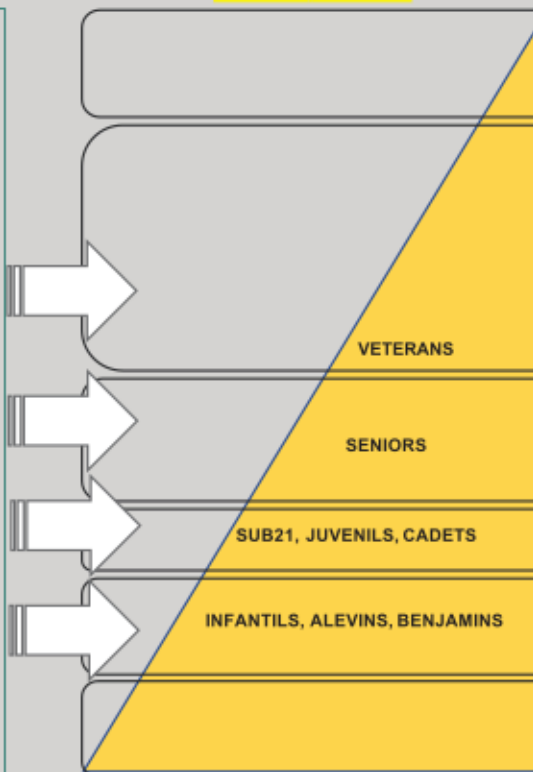 VETERANS
SENIORS
SUB21, JUVENILS, CADETS
INFANTILS, ALEVINS, BENJAMINS